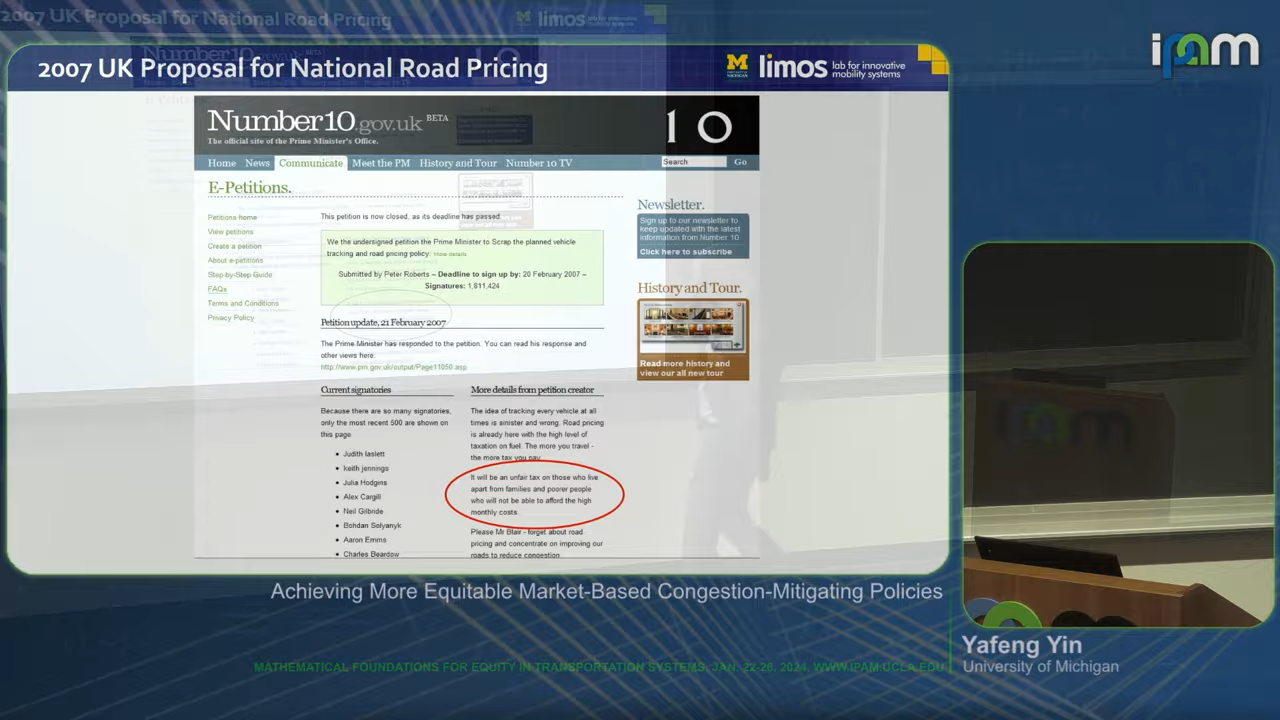 2007 UK Proposal for National Road Pricing
M limos lab for innovative
mobility systems
ipam
Number10.gov.uk BETA
The official site of the Prime Minister's Office.
10
Home News Communicate Meet the PM History and Tour Number 10 TV
Search Go
E-Petitions.
Petitions home
View petitions
Create a petition
About e-petitions
Step-by-Step Guide
FAQs
Terms and Conditions
Privacy Policy
This petition is now closed, as its deadline has passed.
We the undersigned petition the Prime Minister to Scrap the planned vehicle
tracking and road pricing policy. More details
Submitted by Peter Roberts – Deadline to sign up by: 20 February 2007 –
Signatures: 1,811,424
Petition update, 21 February 2007
The Prime Minister has responded to the petition. You can read his response and
other views here:
http://www.pm.gov.uk/output/Page11050.asp
Current signatories
Because there are so many signatories,
only the most recent 500 are shown on
this page.
Judith laslett
keith jennings
Julia Hodgins
Alex Cargill
Neil Gilbride
Bohdan Solyanyk
Aaron Emms
Charles Beardow
More details from petition creator
The idea of tracking every vehicle at all
times is sinister and wrong. Road pricing
is already here with the high level of
taxation on fuel. The more you travel -
the more tax you pay.
It will be an unfair tax on those who live
apart from families and poorer people
who will not be able to afford the high
monthly costs.
Please Mr Blair - forget about road
pricing and concentrate on improving our
roads to reduce congestion.
Newsletter.
Sign up to our newsletter to
keep updated with the latest
information from Number 10
Click here to subscribe
History and Tour.
Read more history and
view our all new tour
Achieving More Equitable Market-Based Congestion-Mitigating Policies
Yafeng Yin
University of Michigan
MATHEMATICAL FOUNDATIONS FOR EQUITY IN TRANSPORTATION SYSTEMS, JAN. 22-26, 2024, WWW.IPAM.UCLA.EDU